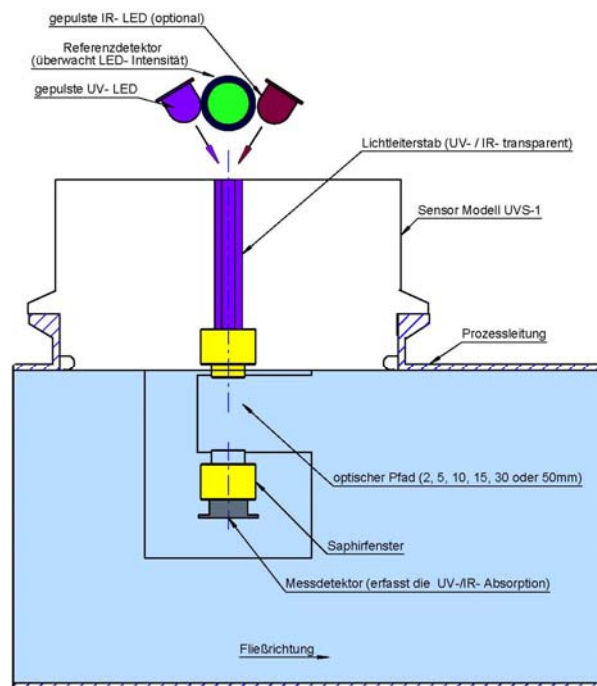 gepulste IR- LED (optional)
Referenzdetektor
(überwacht LED- Intensität)
gepulste UV- LED
Lichtleiterstab (UV- / IR- transparent)
Sensor Modell UVS-1
Prozessleitung
optischer Pfad (2, 5, 10, 15, 30 oder 50mm)
Saphirfenster
Messdetektor (erfasst die UV-/IR- Absorption)
Fließrichtung